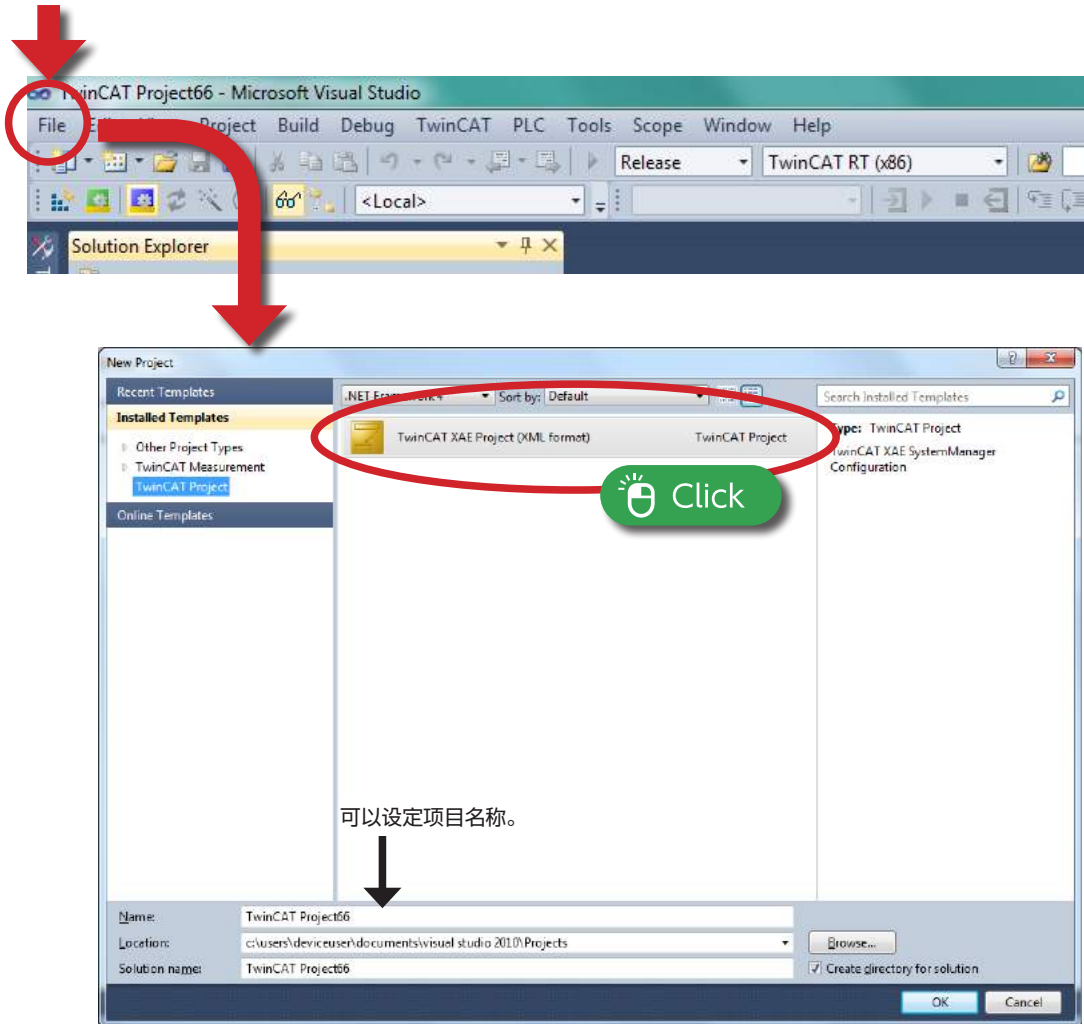 TwinCAT Project66 - Microsoft Visual Studio
File Project Build Debug TwinCAT PLC Tools Scope Window Help
Release TwinCAT RT (x86)
<Local>
Solution Explorer
New Project
Recent Templates
Installed Templates
Other Project Types
TwinCAT Measurement
TwinCAT Project
Online Templates
Sort by: Default
TwinCAT XAE Project (XML format) TwinCAT Project
Search Installed Templates
Type: TwinCAT Project
TwinCAT XAE SystemManager
Configuration
Click
可以设定项目名称。
Name: TwinCAT Project66
Location: c:\users\deviceuser\documents\visual studio 2010\Projects Browse...
Solution name: TwinCAT Project66 Create directory for solution
OK Cancel